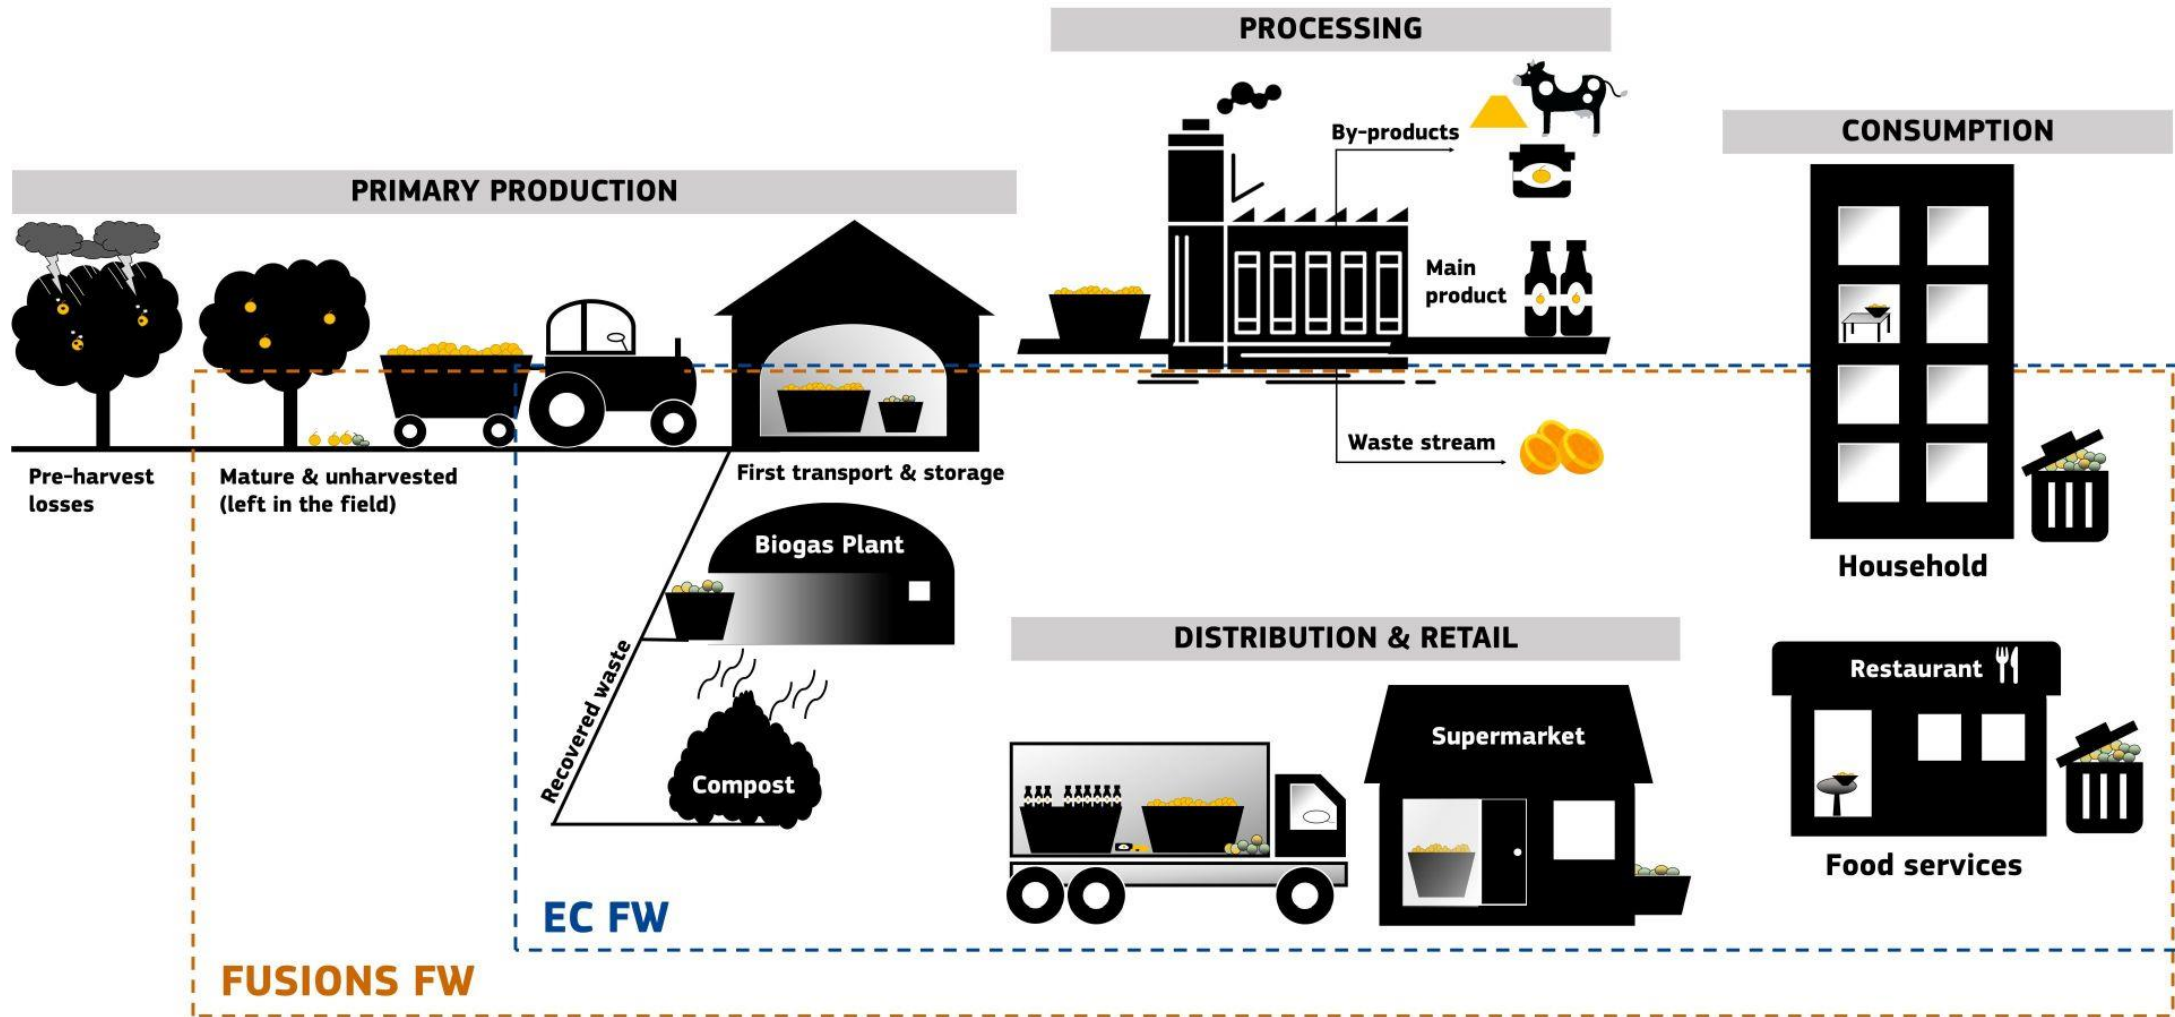 PROCESSING
CONSUMPTION
PRIMARY PRODUCTION
By-products
Main
product
Waste stream
Pre-harvest
losses
Mature & unharvested
(left in the field)
First transport & storage
Biogas Plant
Recovered waste
Compost
Household
DISTRIBUTION & RETAIL
Supermarket
Restaurant
Food services
EC FW
FUSIONS FW